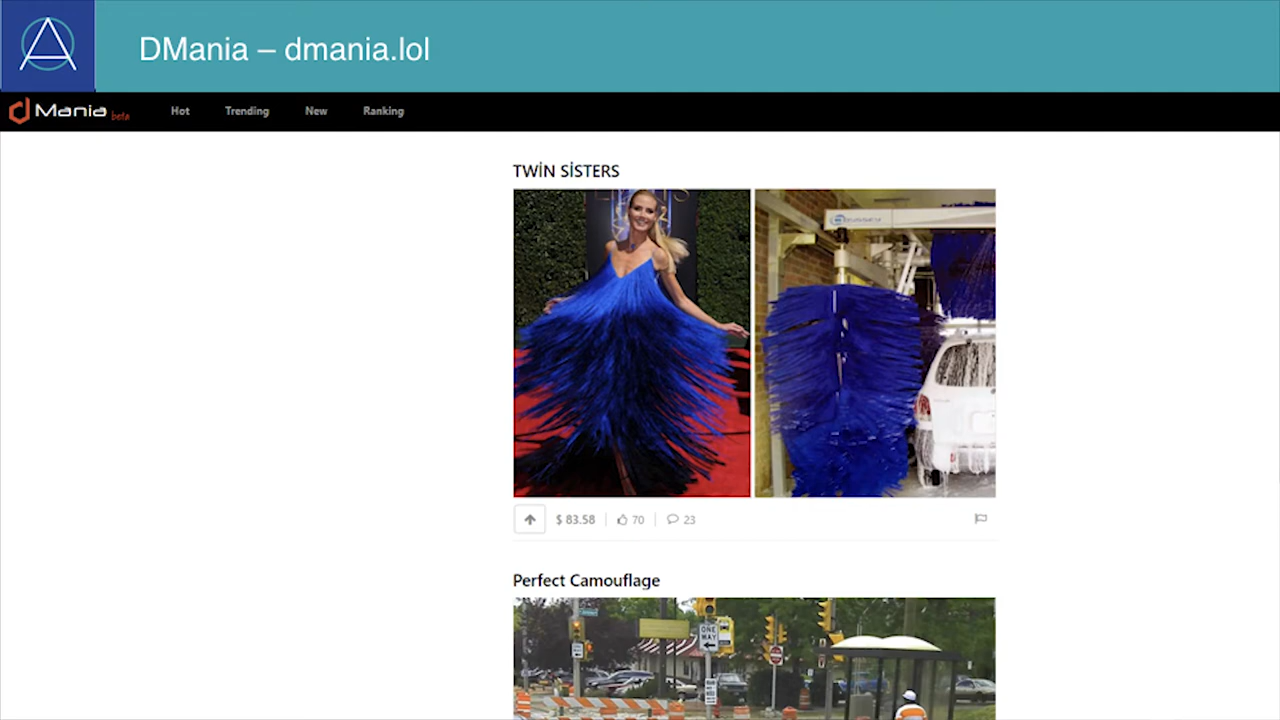 DMania – dmania.lol
Mania beta
Hot
Trending
New
Ranking
TWİN SİSTERS
$ 83.58
70
23
Perfect Camouflage
ONE
WAY